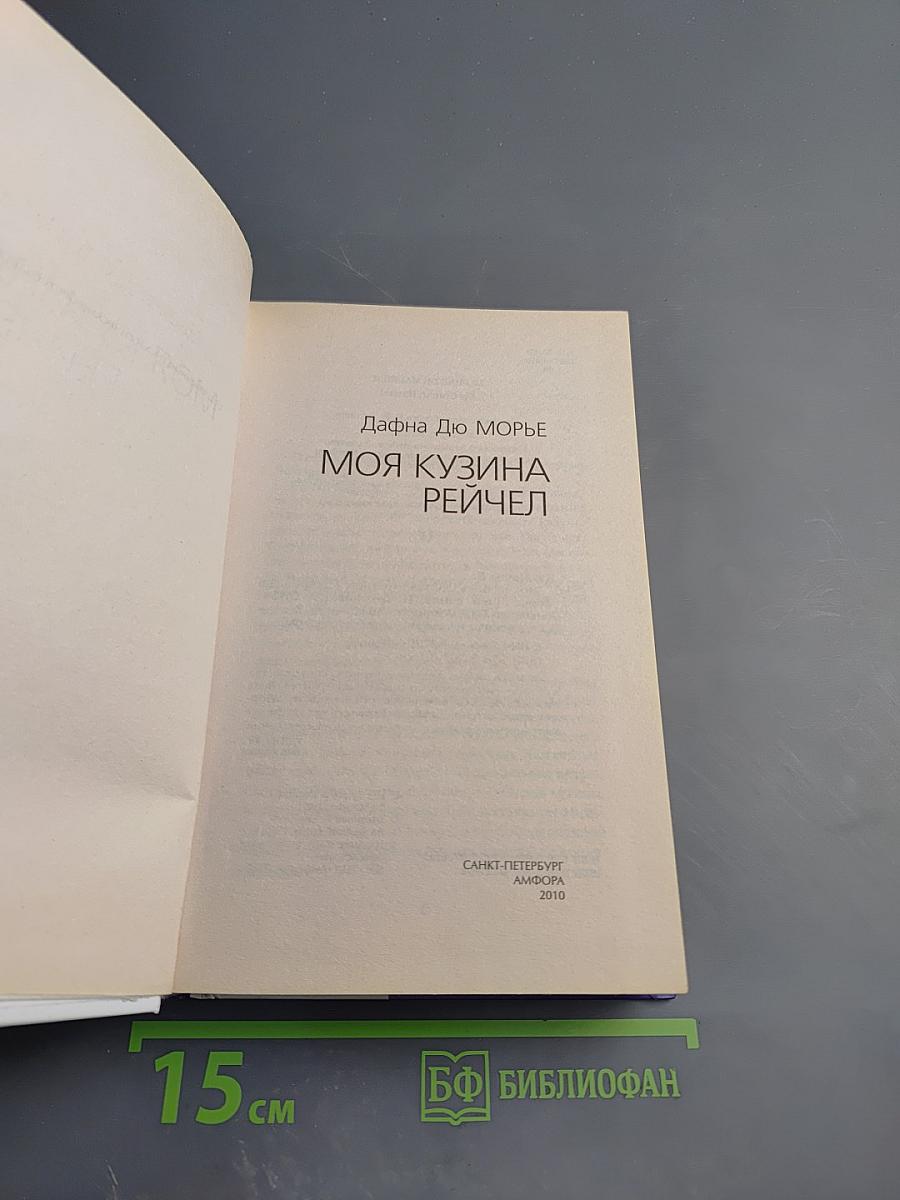 Дафна Дю МОРЬЕ
МОЯ КУЗИНА
РЕЙЧЕЛ
САНКТ-ПЕТЕРБУРГ
АМФОРА
2010
15 см
БФ БИБЛИОФАН